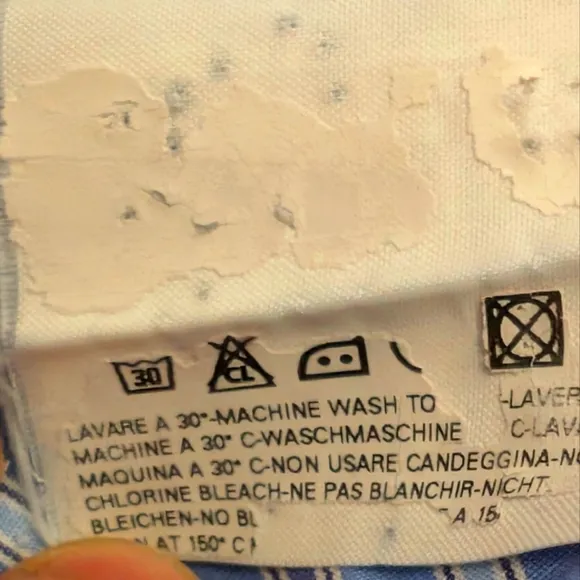 30 CL
LAVARE A 30°-MACHINE WASH TO -LAVER
MACHINE A 30° C-WASCHMASCHINE C-LAV
MAQUINA A 30° C-NON USARE CANDEGGINA-NO
CHLORINE BLEACH-NE PAS BLANCHIR-NICHT
BLEICHEN-NO BL A 15
AT 150° C